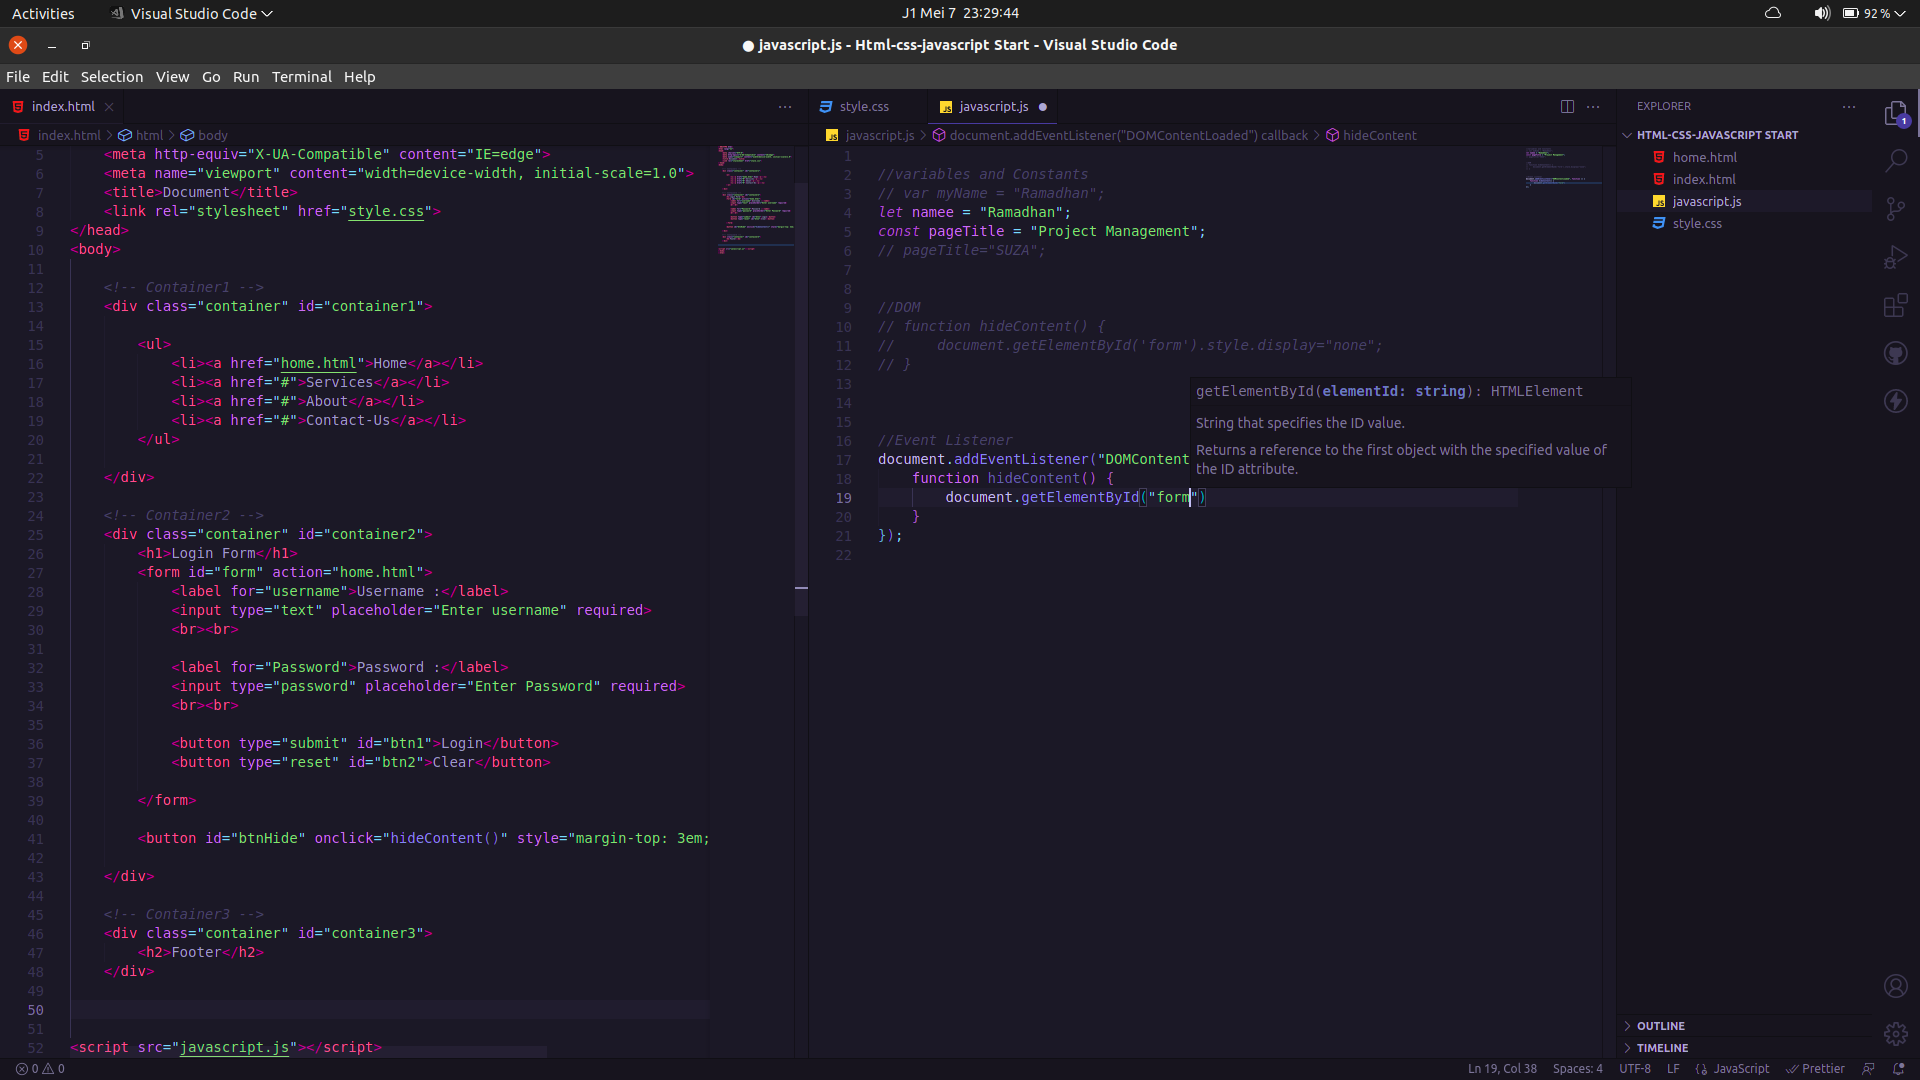 Activities
Visual Studio Code
J1 Mei 7 23:29:44
92 %
● javascript.js - Html-css-javascript Start - Visual Studio Code
File Edit Selection View Go Run Terminal Help
index.html
index.html > html > body
5 <meta http-equiv="X-UA-Compatible" content="IE=edge">
6 <meta name="viewport" content="width=device-width, initial-scale=1.0">
7 <title>Document</title>
8 <link rel="stylesheet" href="style.css">
9 </head>
10 <body>
11
12 <!-- Container1 -->
13 <div class="container" id="container1">
14
15 <ul>
16 <li><a href="home.html">Home</a></li>
17 <li><a href="#">Services</a></li>
18 <li><a href="#">About</a></li>
19 <li><a href="#">Contact-Us</a></li>
20 </ul>
21
22 </div>
23
24 <!-- Container2 -->
25 <div class="container" id="container2">
26 <h1>Login Form</h1>
27 <form id="form" action="home.html">
28 <label for="username">Username :</label>
29 <input type="text" placeholder="Enter username" required>
30 <br><br>
31
32 <label for="Password">Password :</label>
33 <input type="password" placeholder="Enter Password" required>
34 <br><br>
35
36 <button type="submit" id="btn1">Login</button>
37 <button type="reset" id="btn2">Clear</button>
38
39 </form>
40
41 <button id="btnHide" onclick="hideContent()" style="margin-top: 3em;
42
43 </div>
44
45 <!-- Container3 -->
46 <div class="container" id="container3">
47 <h2>Footer</h2>
48 </div>
49
50
51
52 <script src="javascript.js"></script>
style.css
javascript.js
javascript.js > document.addEventListener("DOMContentLoaded") callback > hideContent
1
2 //variables and Constants
3 // var myName = "Ramadhan";
4 let namee = "Ramadhan";
5 const pageTitle = "Project Management";
6 // pageTitle="SUZA";
7
8
9 //DOM
10 // function hideContent() {
11 // document.getElementById('form').style.display="none";
12 // }
13
14
15
16 //Event Listener
17 document.addEventListener("DOMContent
18 function hideContent() {
19 document.getElementById("form")
20 }
21 });
22
getElementById(elementId: string): HTMLElement
String that specifies the ID value.
Returns a reference to the first object with the specified value of
the ID attribute.
EXPLORER
HTML-CSS-JAVASCRIPT START
home.html
index.html
javascript.js
style.css
1
OUTLINE
TIMELINE
0 0
Ln 19, Col 38
Spaces: 4
UTF-8
LF
JavaScript
Prettier